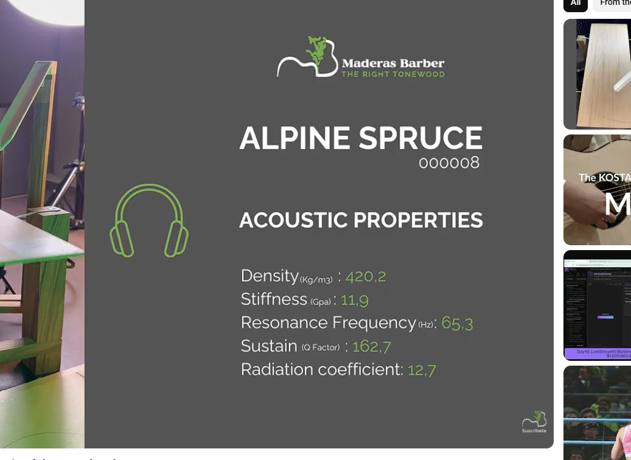 Maderas Barber
THE RIGHT TONEWOOD
ALPINE SPRUCE
000008
ACOUSTIC PROPERTIES
Density (Kg/m3) : 420,2
Stiffness (Gpa) : 11,9
Resonance Frequency (Hz): 65,3
Sustain (Q Factor) : 162,7
Radiation coefficient: 12,7
All
From the
The KOSTA
M